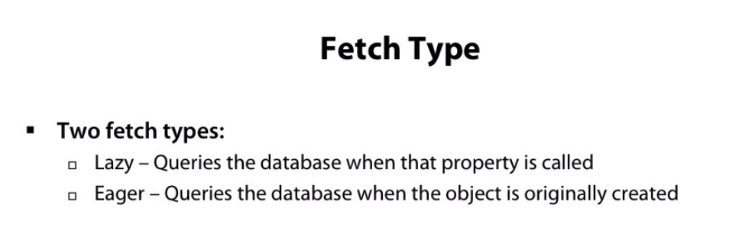 Fetch Type
▪ Two fetch types:
▫ Lazy – Queries the database when that property is called
▫ Eager – Queries the database when the object is originally created